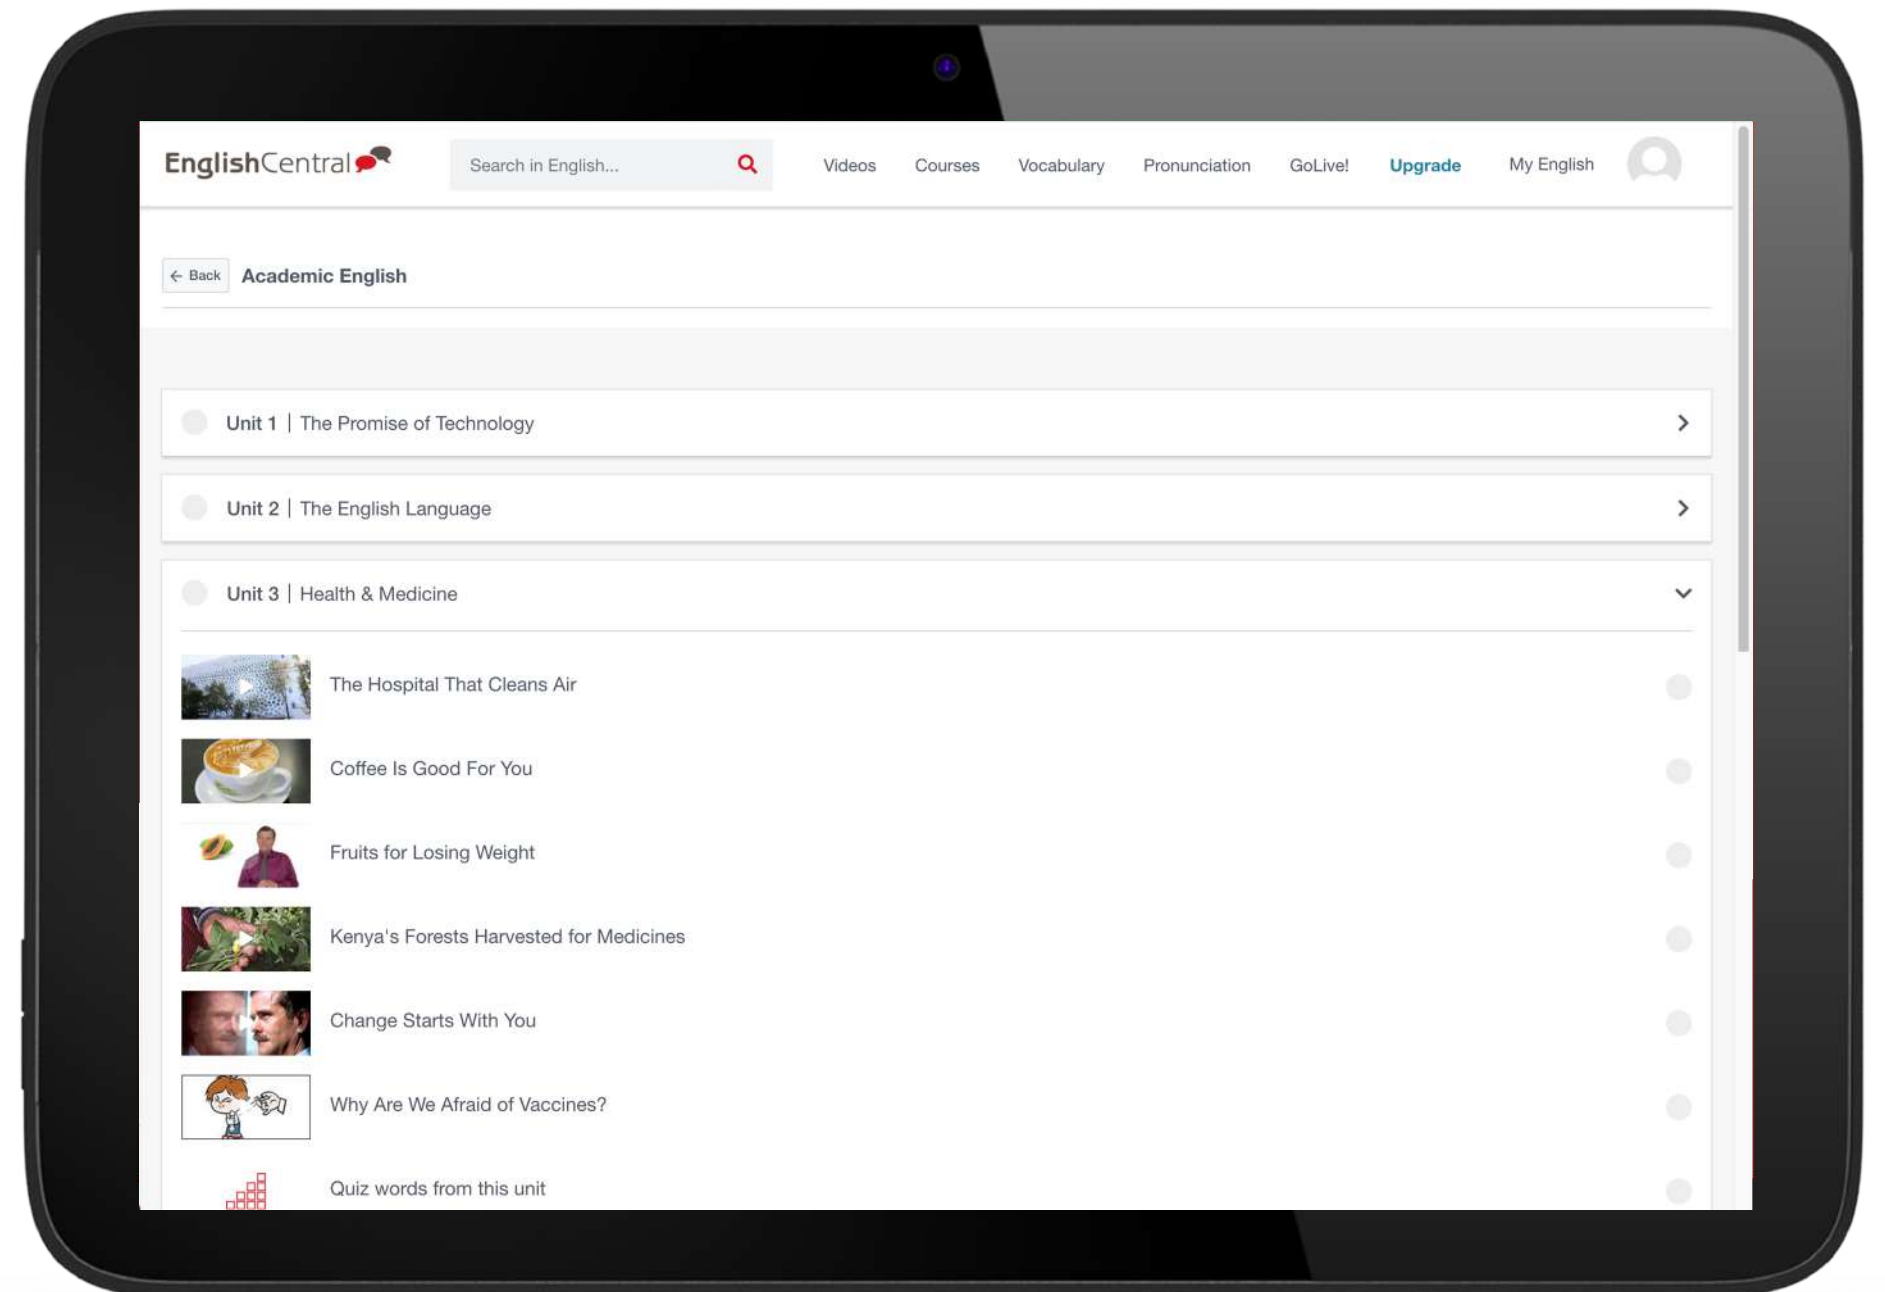 EnglishCentral
Search in English...
Videos Courses Vocabulary Pronunciation GoLive! Upgrade My English
← Back Academic English
Unit 1 | The Promise of Technology
Unit 2 | The English Language
Unit 3 | Health & Medicine
The Hospital That Cleans Air
Coffee Is Good For You
Fruits for Losing Weight
Kenya's Forests Harvested for Medicines
Change Starts With You
Why Are We Afraid of Vaccines?
Quiz words from this unit